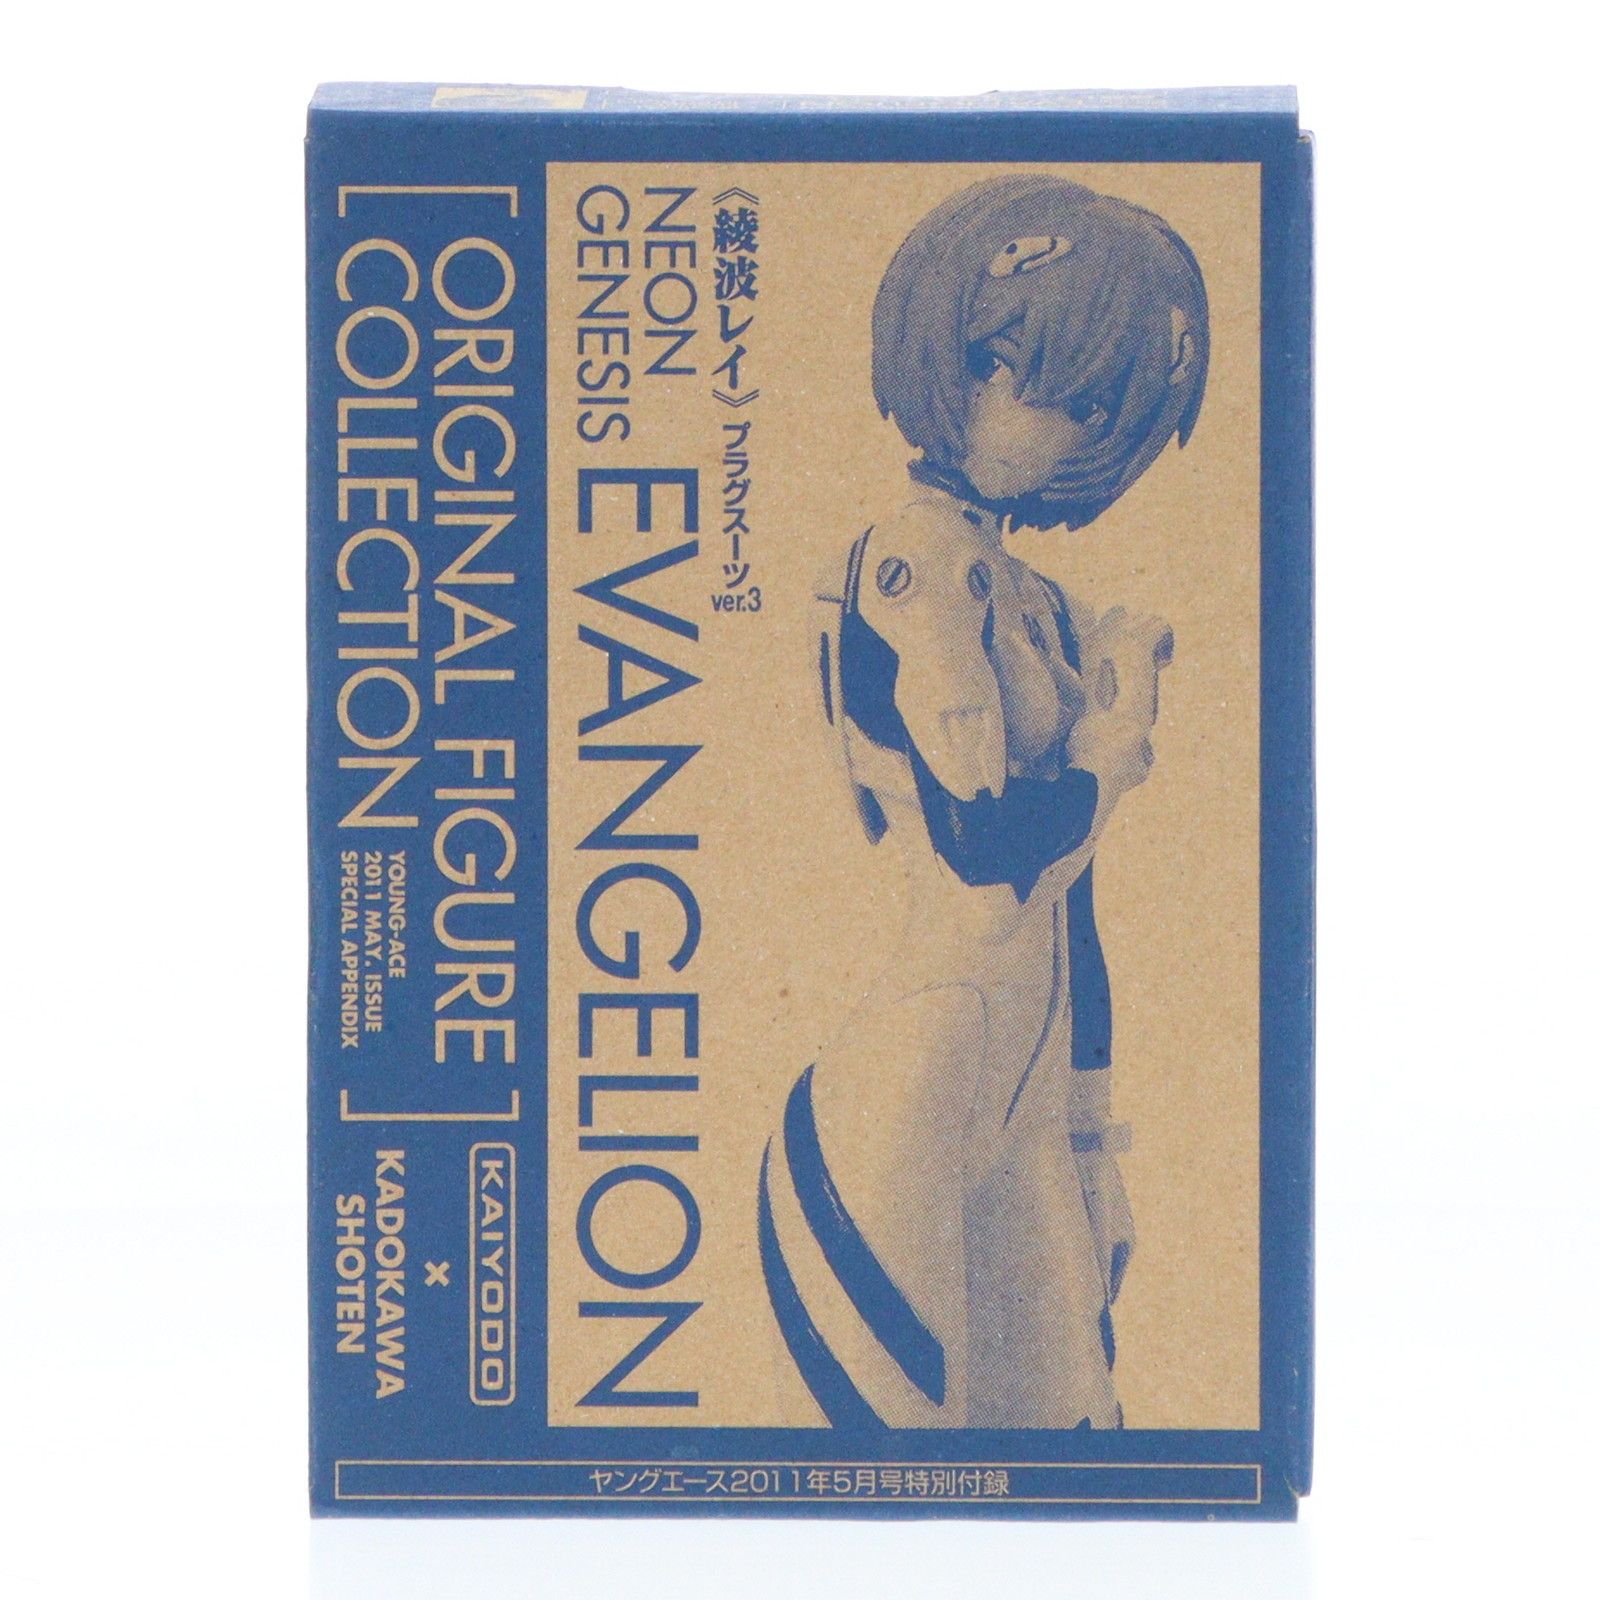 《綾波レイ》プラグスーツ ver.3
NEON
GENESIS EVANGELION
ORIGINAL FIGURE
COLLECTION
YOUNG-ACE
2011 MAY. ISSUE
SPECIAL APPENDIX
KAIYODO
×
KADOKAWA
SHOTEN
ヤングエース2011年5月号特別付録